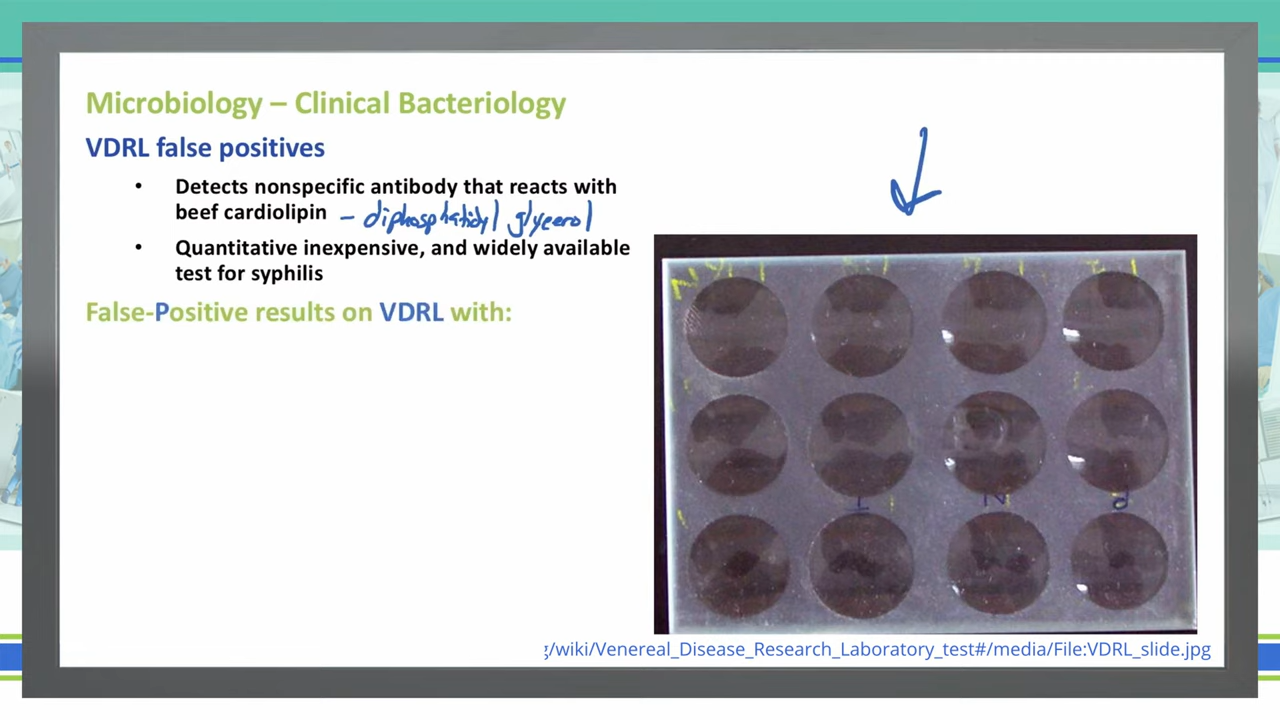 Microbiology – Clinical Bacteriology
VDRL false positives
• Detects nonspecific antibody that reacts with
beef cardiolipin – diphosphatidyl glycerol
• Quantitative inexpensive, and widely available
test for syphilis
False-Positive results on VDRL with:
N
P
g/wiki/Venereal_Disease_Research_Laboratory_test#/media/File:VDRL_slide.jpg